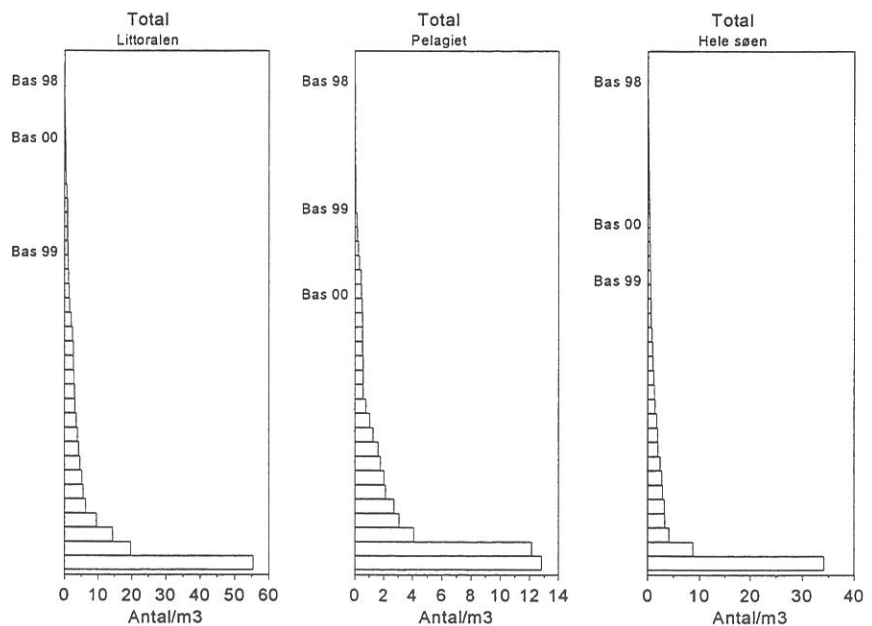 Total
Littoralen
Bas 98
Bas 00
Bas 99
0 10 20 30 40 50 60
Antal/m3
Total
Pelagiet
Bas 98
Bas 99
Bas 00
0 2 4 6 8 10 12 14
Antal/m3
Total
Hele søen
Bas 98
Bas 00
Bas 99
0 10 20 30 40
Antal/m3